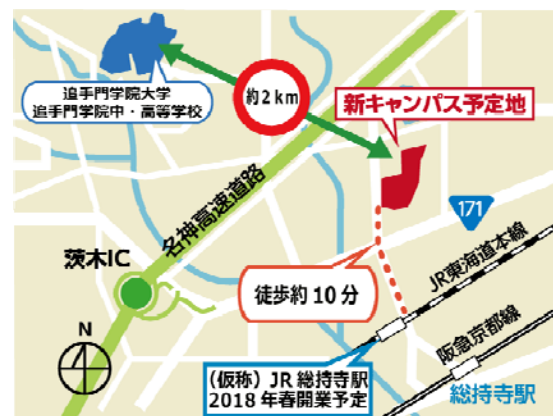 追手門学院大学
追手門学院中・高等学校
約2km
新キャンパス予定地
171
名神高速道路
茨木IC
徒歩約10分
JR東海道本線
N
阪急京都線
(仮称)JR総持寺駅
2018年春開業予定
総持寺駅